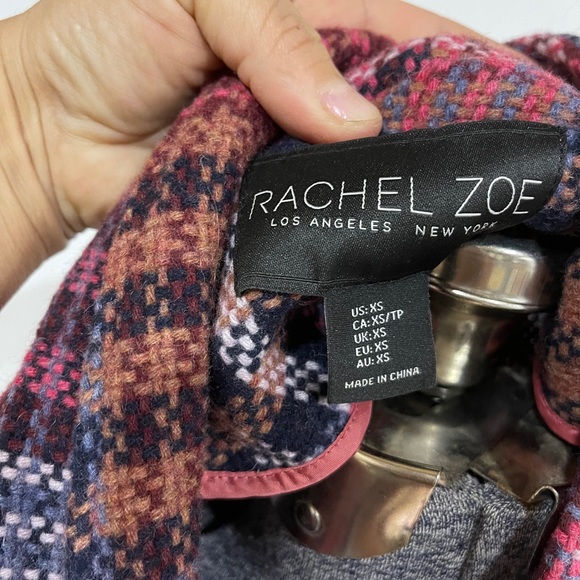 RACHEL ZOE
LOS ANGELES NEW YORK
US: XS
CA: XS/TP
UK: XS
EU: XS
AU: XS
MADE IN CHINA